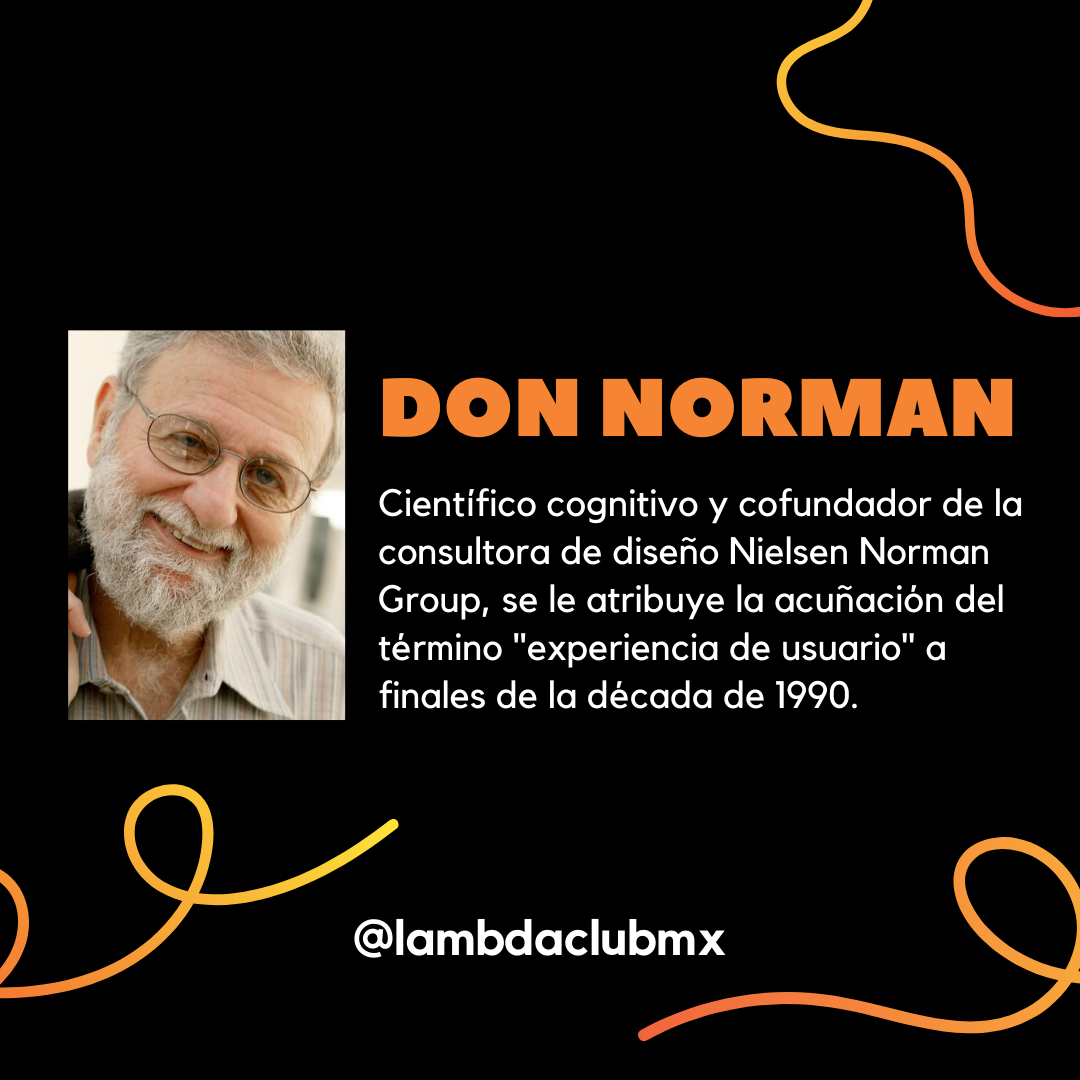 DON NORMAN
Científico cognitivo y cofundador de la
consultora de diseño Nielsen Norman
Group, se le atribuye la acuñación del
término "experiencia de usuario" a
finales de la década de 1990.
@lambdaclubmx